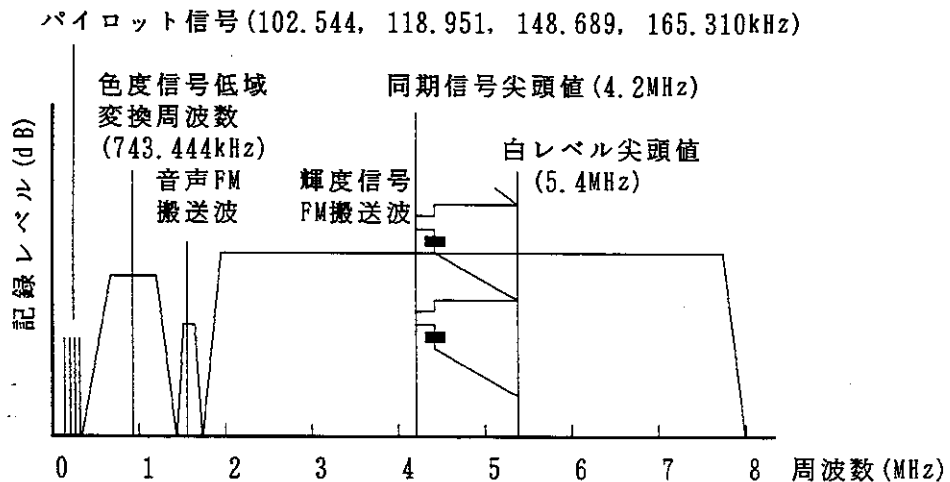 パイロット信号(102.544, 118.951, 148.689, 165.310kHz)
色度信号低域
変換周波数
(743.444kHz)
音声FM
搬送波
輝度信号
FM搬送波
同期信号尖頭値(4.2MHz)
白レベル尖頭値
(5.4MHz)
記録レベル(dB)
0 1 2 3 4 5 6 7 8 周波数(MHz)